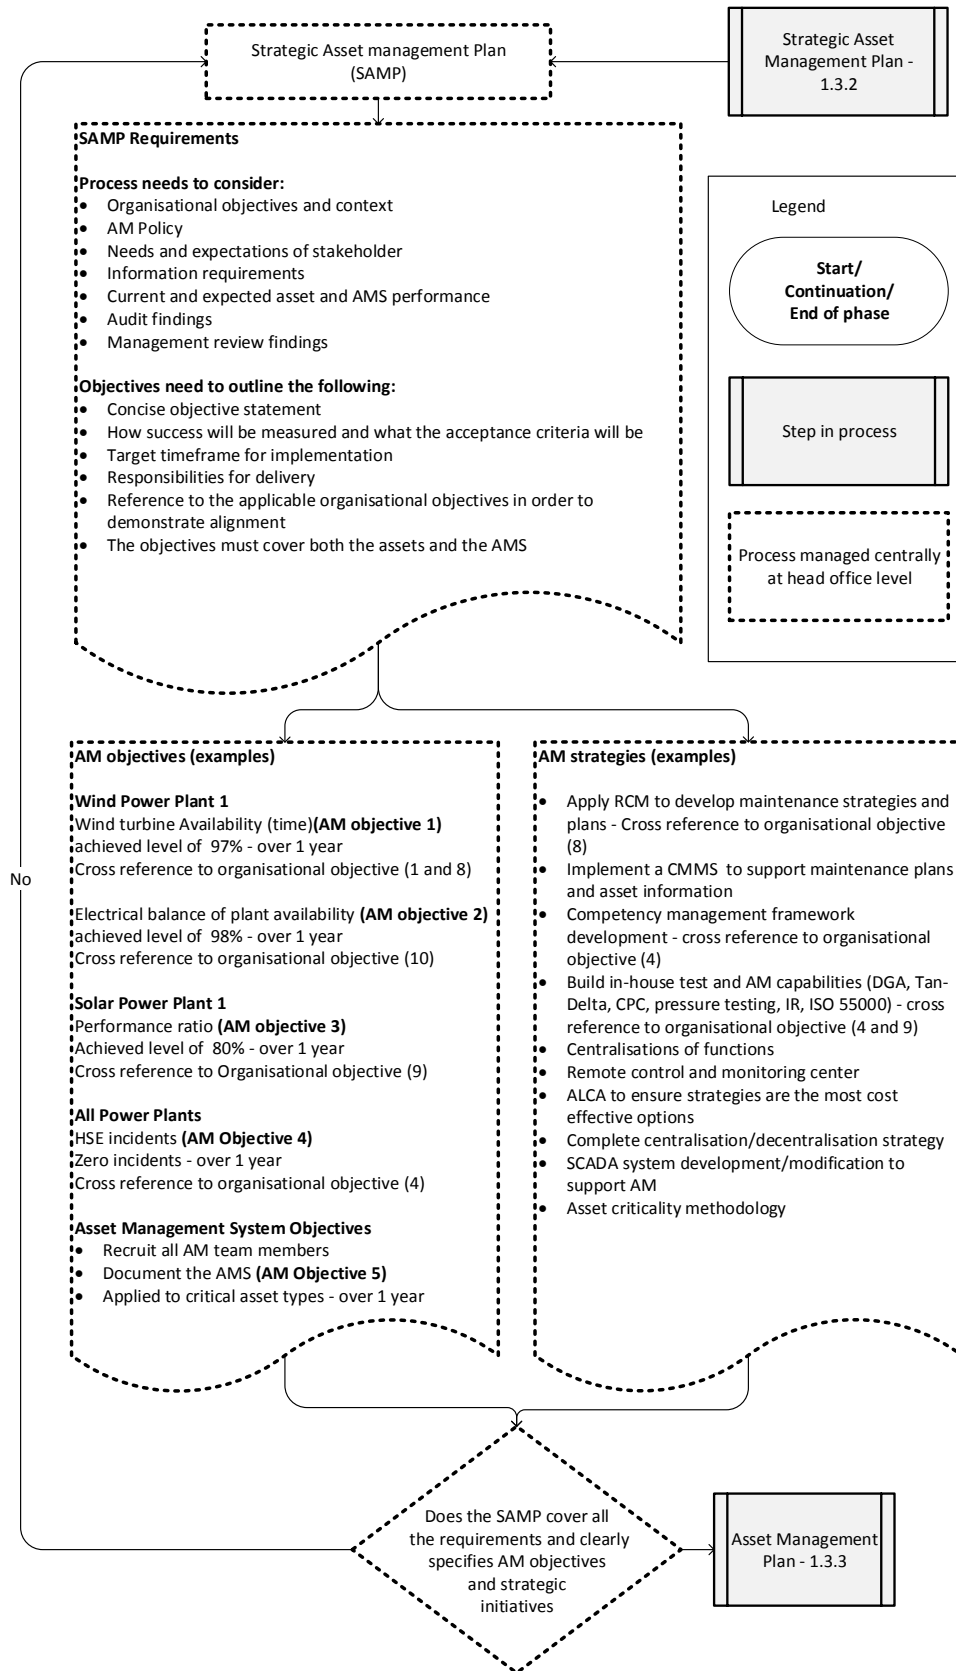 Strategic Asset management Plan
(SAMP)
Strategic Asset
Management Plan -
1.3.2
SAMP Requirements
Process needs to consider:
● Organisational objectives and context
● AM Policy
● Needs and expectations of stakeholder
● Information requirements
● Current and expected asset and AMS performance
● Audit findings
● Management review findings
Objectives need to outline the following:
● Concise objective statement
● How success will be measured and what the acceptance criteria will be
● Target timeframe for implementation
● Responsibilities for delivery
● Reference to the applicable organisational objectives in order to
demonstrate alignment
● The objectives must cover both the assets and the AMS
Legend
Start/
Continuation/
End of phase
Step in process
Process managed centrally
at head office level
AM objectives (examples)
Wind Power Plant 1
Wind turbine Availability (time)(AM objective 1)
achieved level of 97% - over 1 year
Cross reference to organisational objective (1 and 8)
Electrical balance of plant availability (AM objective 2)
achieved level of 98% - over 1 year
Cross reference to organisational objective (10)
Solar Power Plant 1
Performance ratio (AM objective 3)
Achieved level of 80% - over 1 year
Cross reference to Organisational objective (9)
All Power Plants
HSE incidents (AM Objective 4)
Zero incidents - over 1 year
Cross reference to organisational objective (4)
Asset Management System Objectives
● Recruit all AM team members
● Document the AMS (AM Objective 5)
● Applied to critical asset types - over 1 year
AM strategies (examples)
● Apply RCM to develop maintenance strategies and
plans - Cross reference to organisational objective
(8)
● Implement a CMMS to support maintenance plans
and asset information
● Competency management framework
development - cross reference to organisational
objective (4)
● Build in-house test and AM capabilities (DGA, Tan-
Delta, CPC, pressure testing, IR, ISO 55000) - cross
reference to organisational objective (4 and 9)
● Centralisations of functions
● Remote control and monitoring center
● ALCA to ensure strategies are the most cost
effective options
● Complete centralisation/decentralisation strategy
● SCADA system development/modification to
support AM
● Asset criticality methodology
No
Does the SAMP cover all
the requirements and clearly
specifies AM objectives
and strategic
initiatives
Asset Management
Plan - 1.3.3